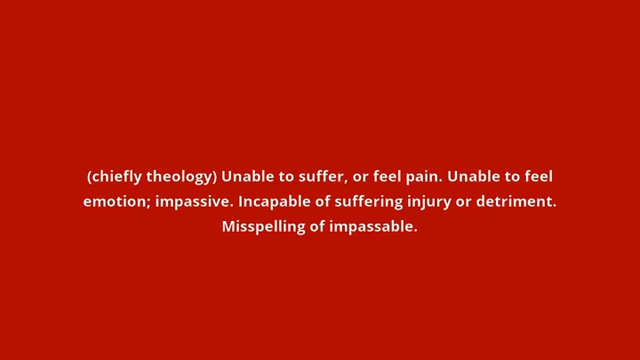 (chiefly theology) Unable to suffer, or feel pain. Unable to feel
emotion; impassive. Incapable of suffering injury or detriment.
Misspelling of impassable.